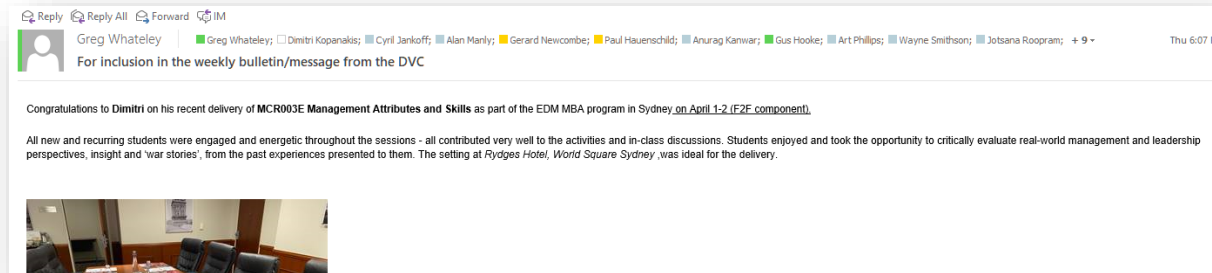 Reply Reply All Forward IM
Greg Whateley Greg Whateley; Dimitri Kopanakis; Cyril Jankoff; Alan Manly; Gerard Newcombe; Paul Hauenschild; Anurag Kanwar; Gus Hooke; Art Phillips; Wayne Smithson; Jotsana Roopram; + 9 Thu 6:07
For inclusion in the weekly bulletin/message from the DVC
Congratulations to Dimitri on his recent delivery of MCR003E Management Attributes and Skills as part of the EDM MBA program in Sydney on April 1-2 (F2F component).
All new and recurring students were engaged and energetic throughout the sessions - all contributed very well to the activities and in-class discussions. Students enjoyed and took the opportunity to critically evaluate real-world management and leadership
perspectives, insight and ‘war stories’, from the past experiences presented to them. The setting at Rydges Hotel, World Square Sydney ,was ideal for the delivery.